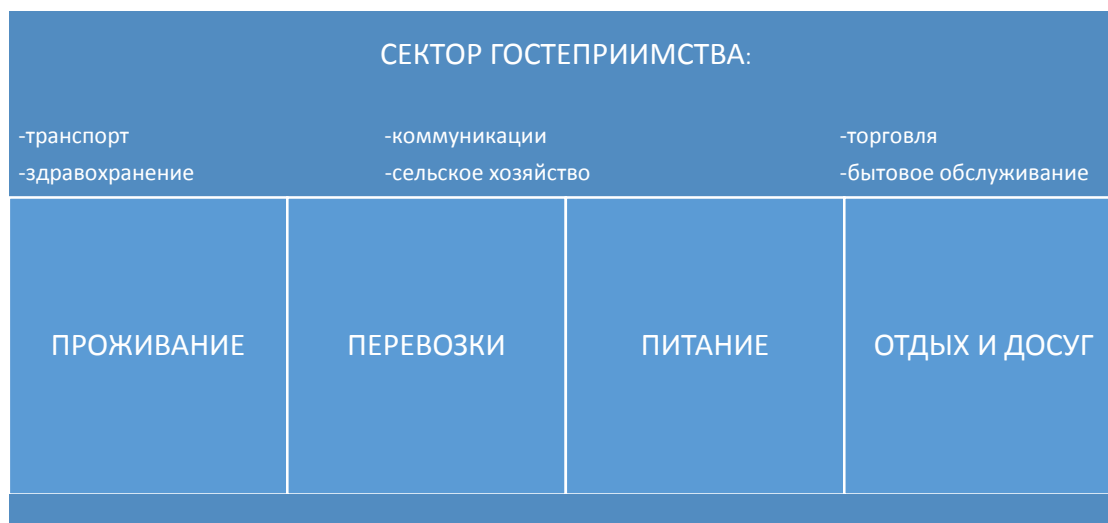 СЕКТОР ГОСТЕПРИИМСТВА:
-транспорт -коммуникации -торговля
-здравохранение -сельское хозяйство -бытовое обслуживание
ПРОЖИВАНИЕ ПЕРЕВОЗКИ ПИТАНИЕ ОТДЫХ И ДОСУГ